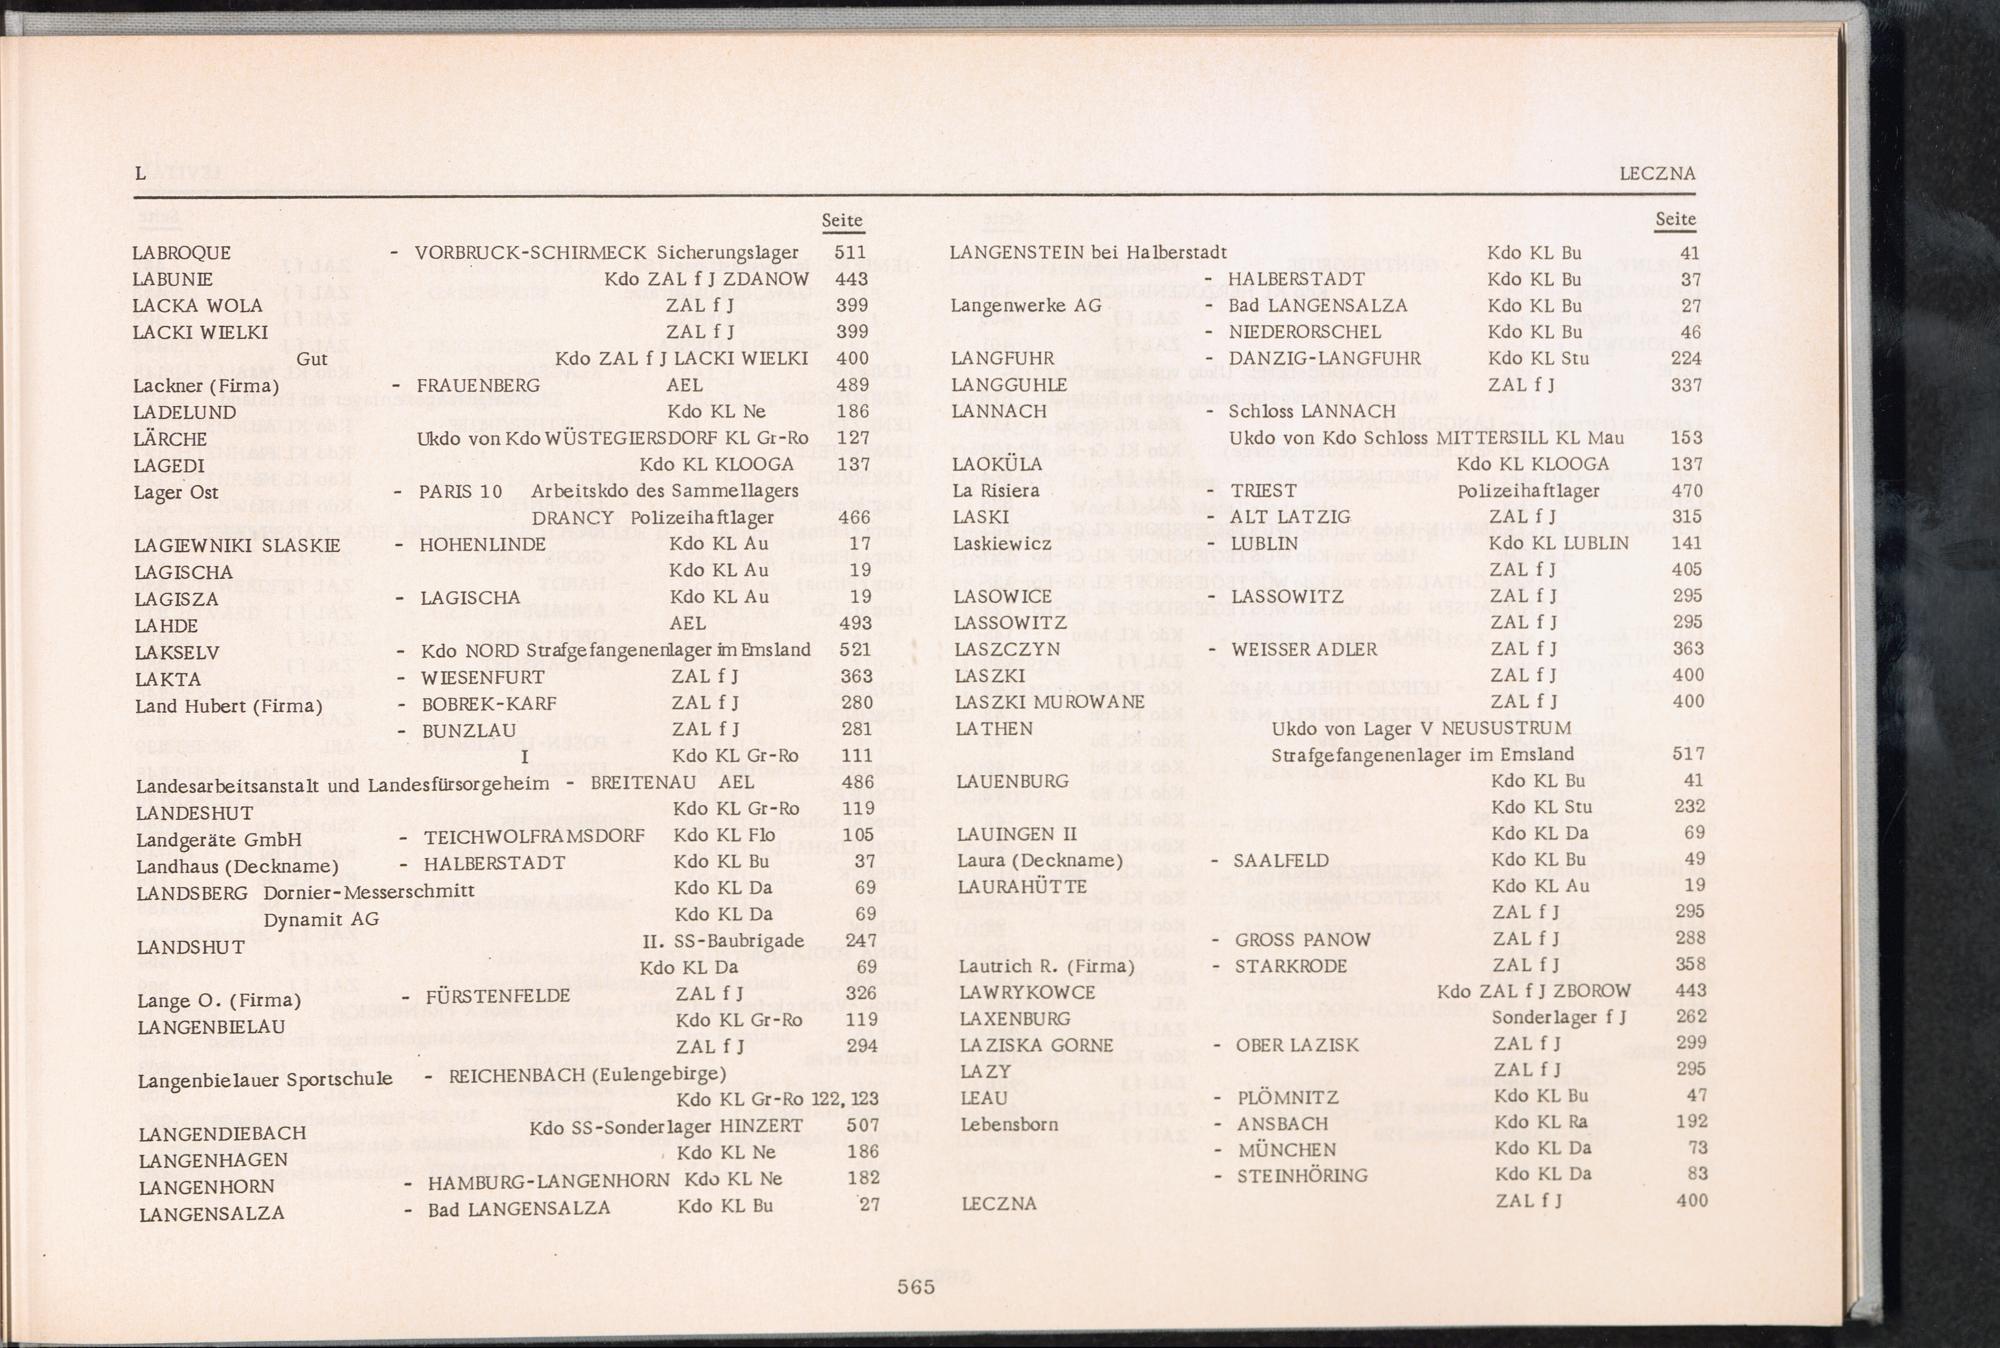 L LECZNA
Seite
LABROQUE - VORBRUCK-SCHIRMECK Sicherungslager 511
LABUNIE Kdo ZAL f J ZDANOW 443
LACKA WOLA ZAL f J 399
LACKI WIELKI ZAL f J 399
Gut Kdo ZAL f J LACKI WIELKI 400
Lackner (Firma) - FRAUENBERG AEL 489
LADELUND Kdo KL Ne 186
LÄRCHE Ukdo von Kdo WÜSTEGIERSDORF KL Gr-Ro 127
LAGEDI Kdo KL KLOOGA 137
Lager Ost - PARIS 10 Arbeitskdo des Sammellagers
DRANCY Polizeihaftlager 466
LAGIEWNIKI SLASKIE - HOHENLINDE Kdo KL Au 17
LAGISCHA Kdo KL Au 19
LAGISZA - LAGISCHA Kdo KL Au 19
LAHDE AEL 493
LAKSELV - Kdo NORD Strafgefangenenlager im Emsland 521
LAKTA - WIESENFURT ZAL f J 363
Land Hubert (Firma) - BOBREK-KARF ZAL f J 280
- BUNZLAU ZAL f J 281
I Kdo KL Gr-Ro 111
Landesarbeitsanstalt und Landesfürsorgeheim - BREITENAU AEL 486
LANDESHUT Kdo KL Gr-Ro 119
Landgeräte GmbH - TEICHWOLFRAMSDORF Kdo KL Flo 105
Landhaus (Deckname) - HALBERSTADT Kdo KL Bu 37
LANDSBERG Dornier-Messerschmitt Kdo KL Da 69
Dynamit AG Kdo KL Da 69
LANDSHUT II. SS-Baubrigade 247
Kdo KL Da 69
Lange O. (Firma) - FÜRSTENFELDE ZAL f J 326
LANGENBIELAU Kdo KL Gr-Ro 119
ZAL f J 294
Langenbielauer Sportschule - REICHENBACH (Eulengebirge)
Kdo KL Gr-Ro 122, 123
LANGENDIEBACH Kdo SS-Sonderlager HINZERT 507
LANGENHAGEN Kdo KL Ne 186
LANGENHORN - HAMBURG-LANGENHORN Kdo KL Ne 182
LANGENSALZA - Bad LANGENSALZA Kdo KL Bu 27
Seite
LANGENSTEIN bei Halberstadt Kdo KL Bu 41
- HALBERSTADT Kdo KL Bu 37
Langenwerke AG - Bad LANGENSALZA Kdo KL Bu 27
- NIEDERORSCHEL Kdo KL Bu 46
LANGFUHR - DANZIG-LANGFUHR Kdo KL Stu 224
LANGGUHLE ZAL f J 337
LANNACH - Schloss LANNACH
Ukdo von Kdo Schloss MITTERSILL KL Mau 153
LAOKÜLA Kdo KL KLOOGA 137
La Risiera - TRIEST Polizeihaftlager 470
LASKI - ALT LATZIG ZAL f J 315
Laskiewicz - LUBLIN Kdo KL LUBLIN 141
ZAL f J 405
LASOWICE - LASSOWITZ ZAL f J 295
LASSOWITZ ZAL f J 295
LASZCZYN - WEISSER ADLER ZAL f J 363
LASZKI ZAL f J 400
LASZKI MUROWANE ZAL f J 400
LATHEN Ukdo von Lager V NEUSUSTRUM
Strafgefangenenlager im Emsland 517
LAUENBURG Kdo KL Bu 41
Kdo KL Stu 232
LAUINGEN II Kdo KL Da 69
Laura (Deckname) - SAALFELD Kdo KL Bu 49
LAURAHÜTTE Kdo KL Au 19
ZAL f J 295
- GROSS PANOW ZAL f J 288
Lautrich R. (Firma) - STARKRODE ZAL f J 358
LAWRYKOWCE Kdo ZAL f J ZBOROW 443
LAXENBURG Sonderlager f J 262
LAZISKA GORNE - OBER LAZISK ZAL f J 299
LAZY ZAL f J 295
LEAU - PLÖMNITZ Kdo KL Bu 47
Lebensborn - ANSBACH Kdo KL Ra 192
- MÜNCHEN Kdo KL Da 73
- STEINHÖRING Kdo KL Da 83
LECZNA ZAL f J 400
565